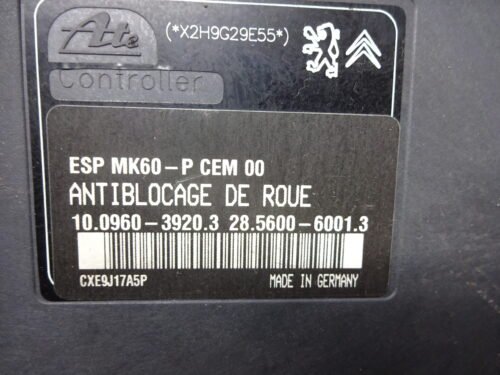 Ate (*X2H9G29E55*)
Controller
ESP MK60-P CEM 00
ANTIBLOCAGE DE ROUE
10.0960-3920.3 28.5600-6001.3
CXE9J17A5P MADE IN GERMANY